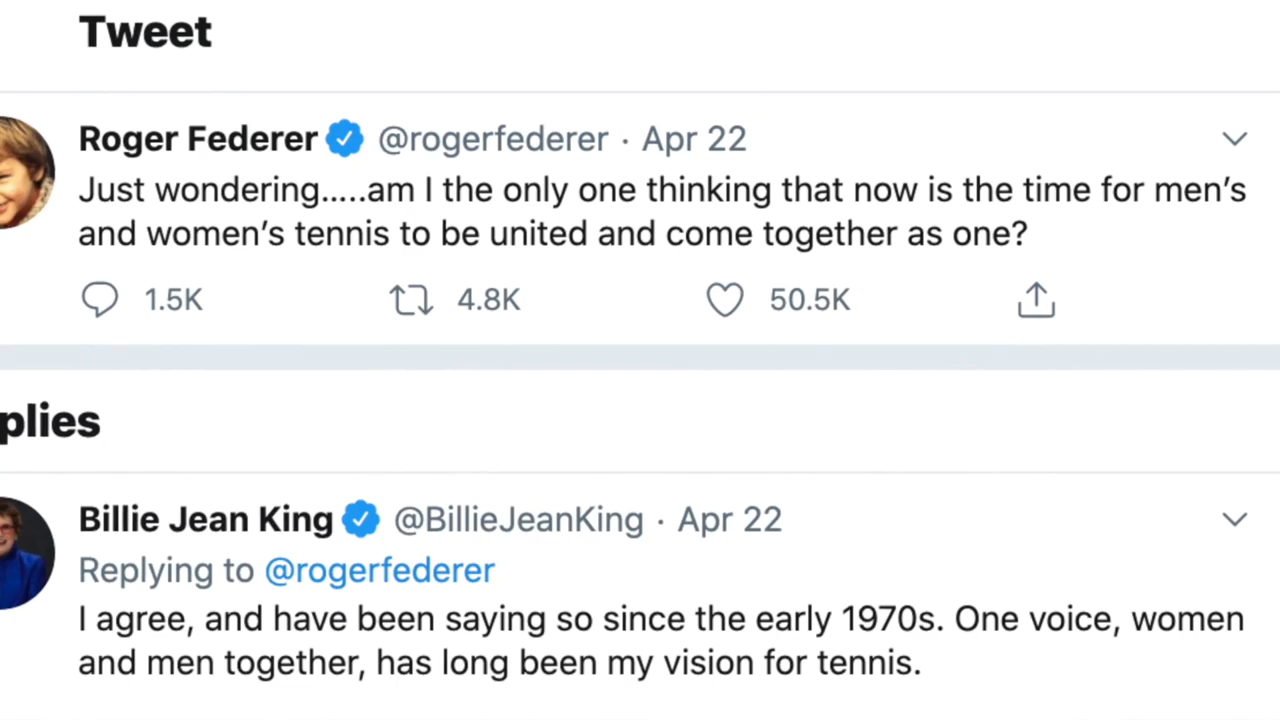 Tweet
Roger Federer @rogerfederer · Apr 22
Just wondering.....am I the only one thinking that now is the time for men’s
and women’s tennis to be united and come together as one?
1.5K 4.8K 50.5K
plies
Billie Jean King @BillieJeanKing · Apr 22
Replying to @rogerfederer
I agree, and have been saying so since the early 1970s. One voice, women
and men together, has long been my vision for tennis.